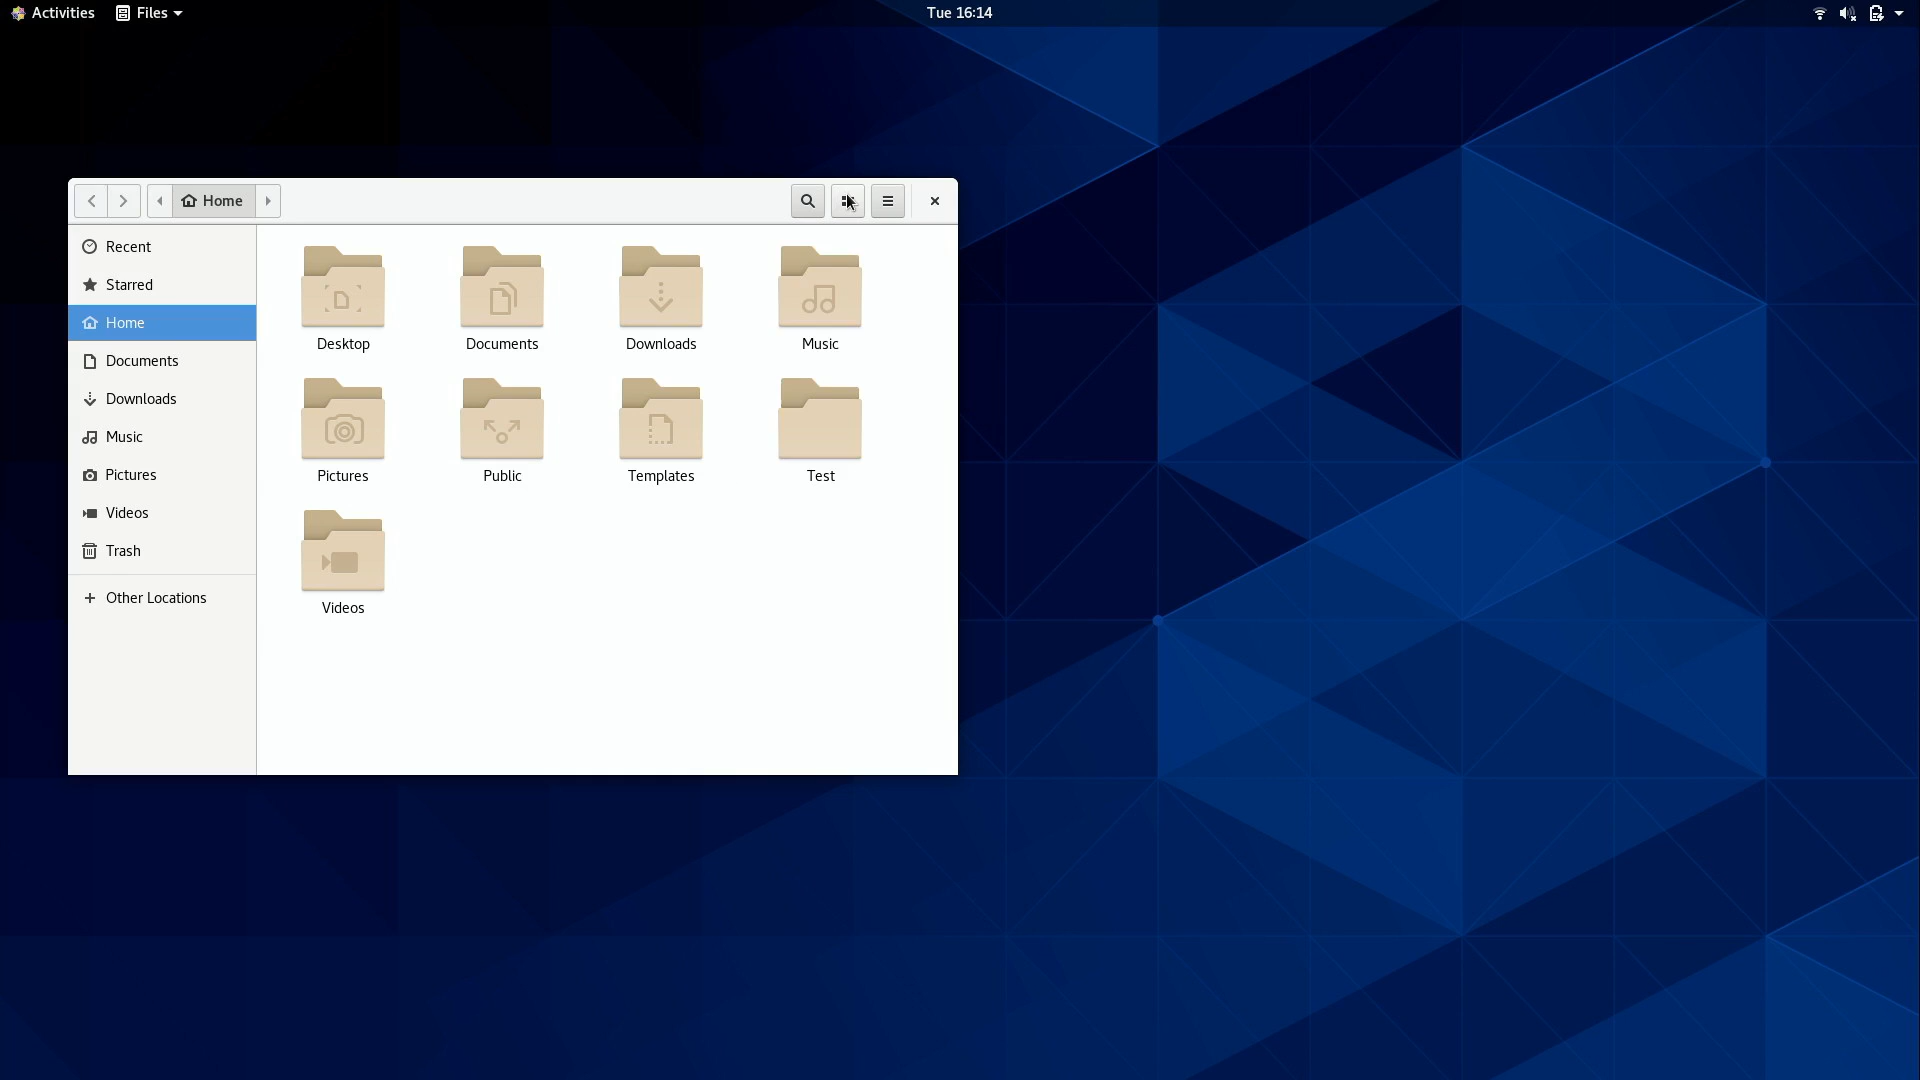 Activities Files Tue 16:14
Home
Recent
Starred
Home
Documents
Downloads
Music
Pictures
Videos
Trash
Other Locations
Desktop Documents Downloads Music
Pictures Public Templates Test
Videos